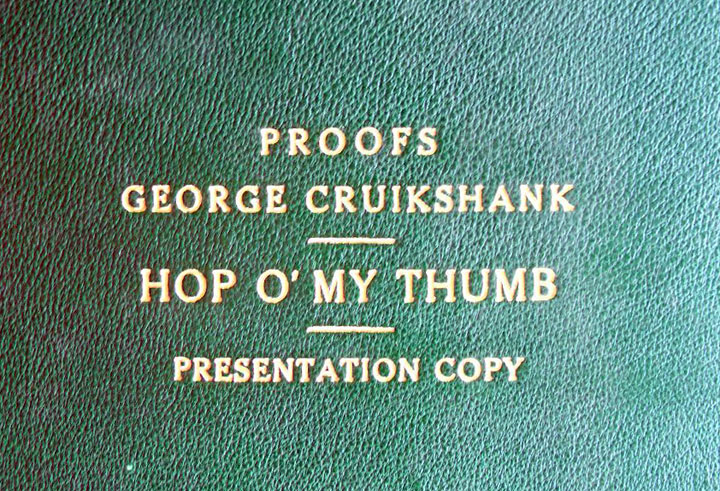 PROOFS
GEORGE CRUIKSHANK
HOP O' MY THUMB
PRESENTATION COPY